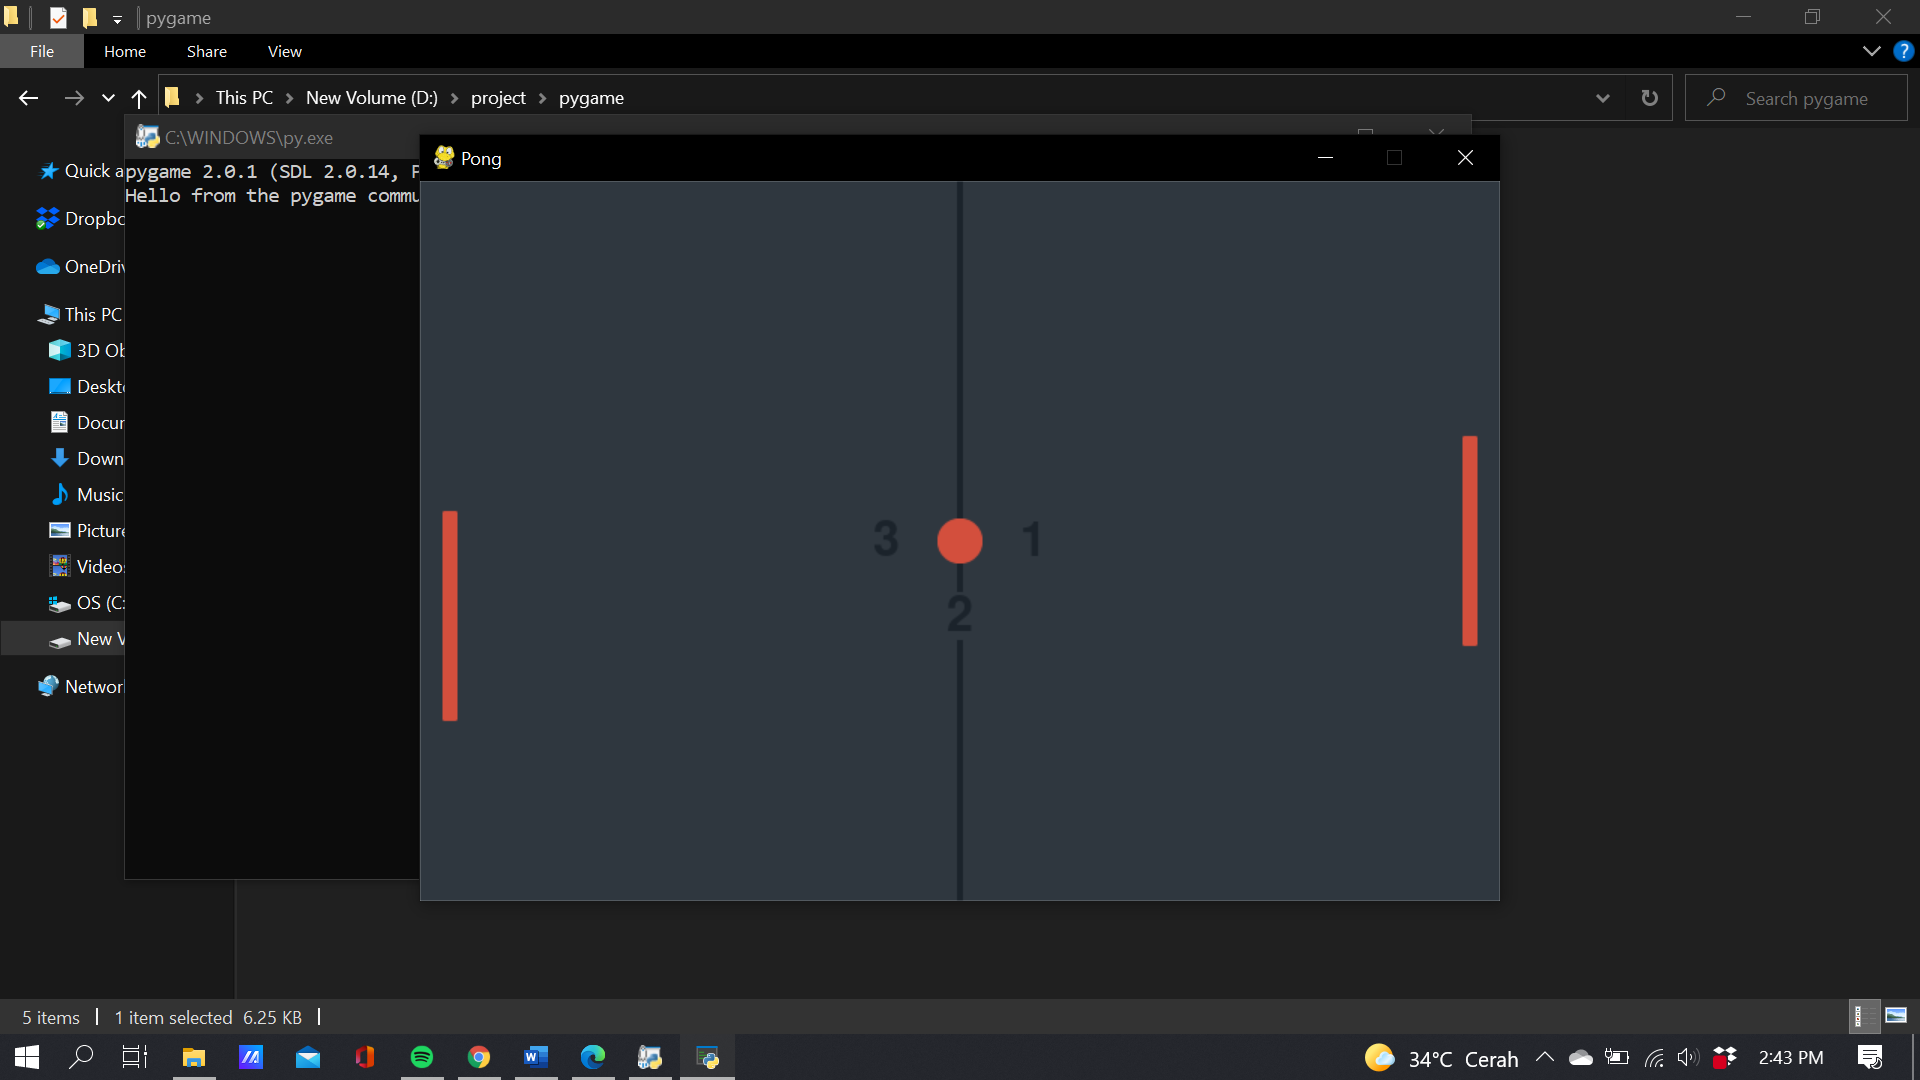 pygame
File Home Share View
This PC > New Volume (D:) > project > pygame
Search pygame
C:\WINDOWS\py.exe
pygame 2.0.1 (SDL 2.0.14, P
Hello from the pygame commu
Pong
3 1
2
Quick a
Dropbo
OneDriv
This PC
3D Ob
Deskto
Docur
Down
Music
Picture
Videos
OS (C:
New V
Networ
5 items 1 item selected 6.25 KB
34°C Cerah 2:43 PM